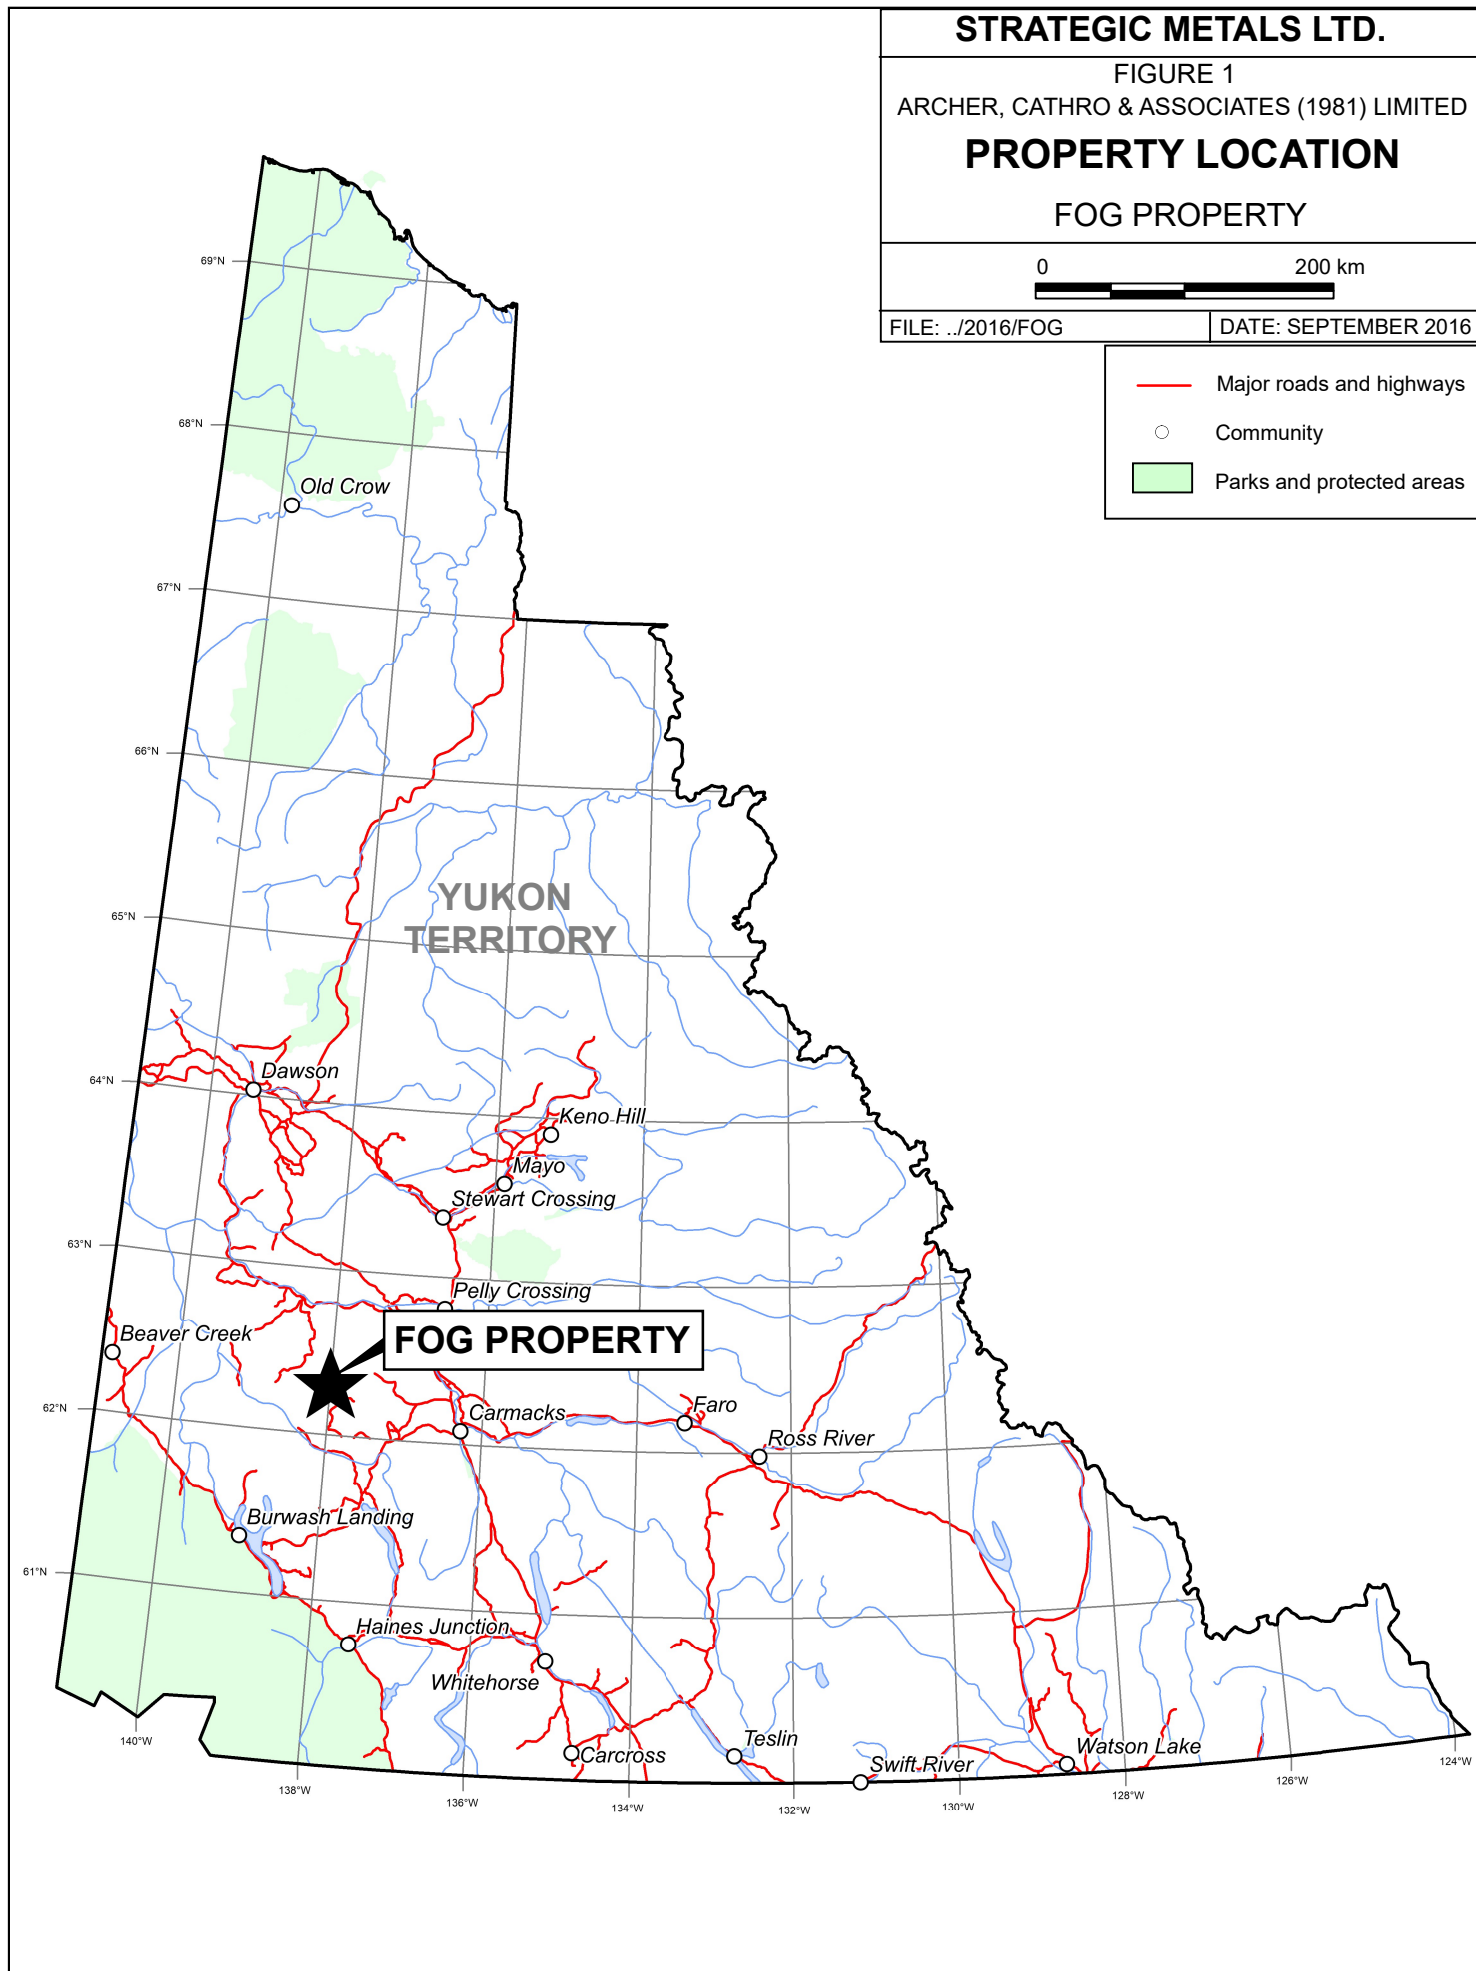 STRATEGIC METALS LTD.
FIGURE 1
ARCHER, CATHRO & ASSOCIATES (1981) LIMITED
PROPERTY LOCATION
FOG PROPERTY
0 200 km
FILE: ../2016/FOG DATE: SEPTEMBER 2016
Major roads and highways
Community
Parks and protected areas
69°N
68°N
Old Crow
67°N
66°N
YUKON
TERRITORY
65°N
Dawson
64°N
Keno Hill
Mayo
Stewart Crossing
63°N
Pelly Crossing
Beaver Creek
FOG PROPERTY
62°N
Carmacks
Faro
Ross River
Burwash Landing
61°N
Haines Junction
Whitehorse
Carcross
Teslin
Swift River
Watson Lake
140°W
138°W
136°W
134°W
132°W
130°W
128°W
126°W
124°W